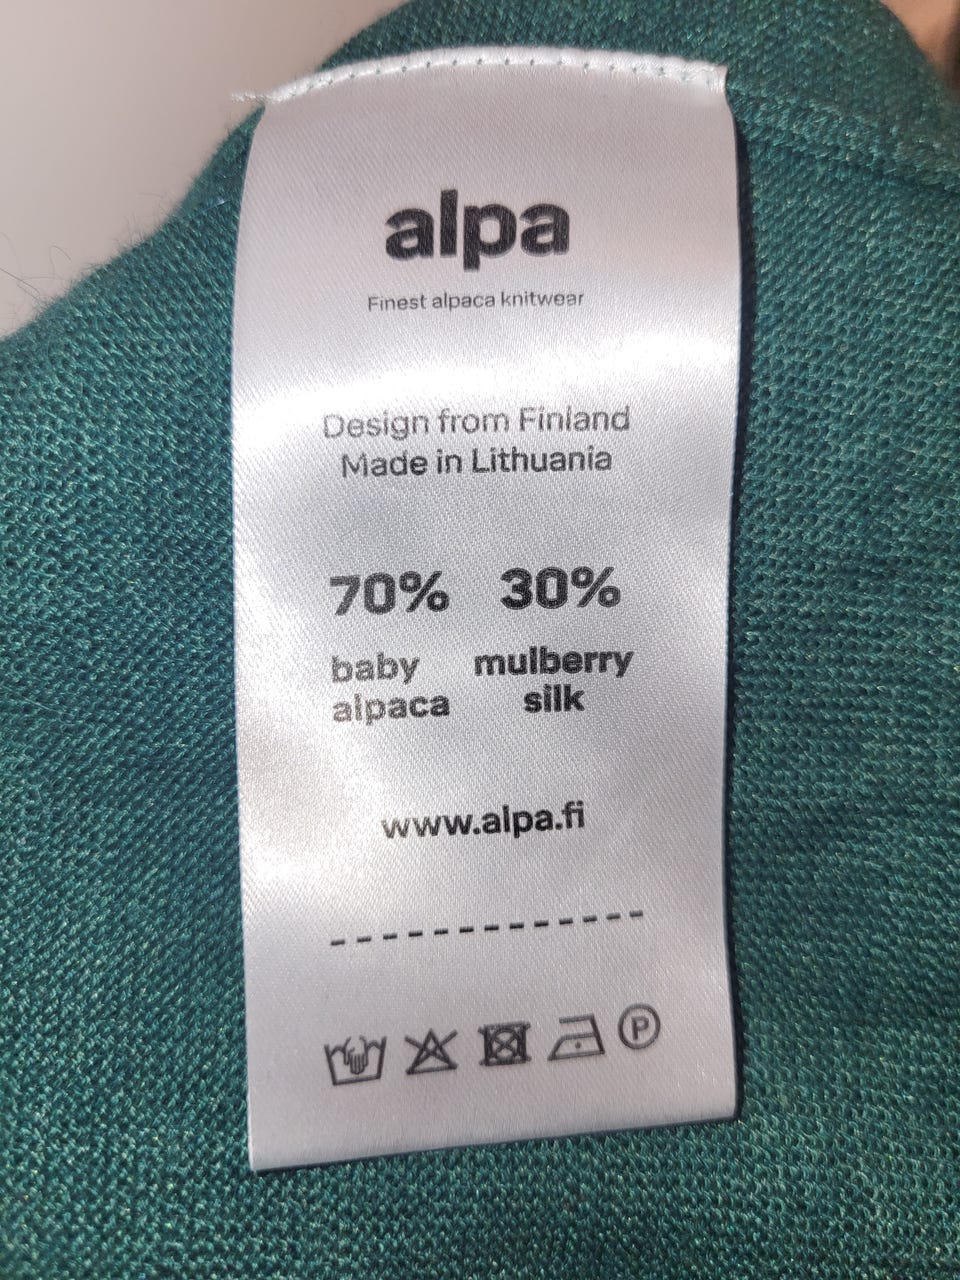 alpa
Finest alpaca knitwear
Design from Finland
Made in Lithuania
70% 30%
baby mulberry
alpaca silk
www.alpa.fi
P